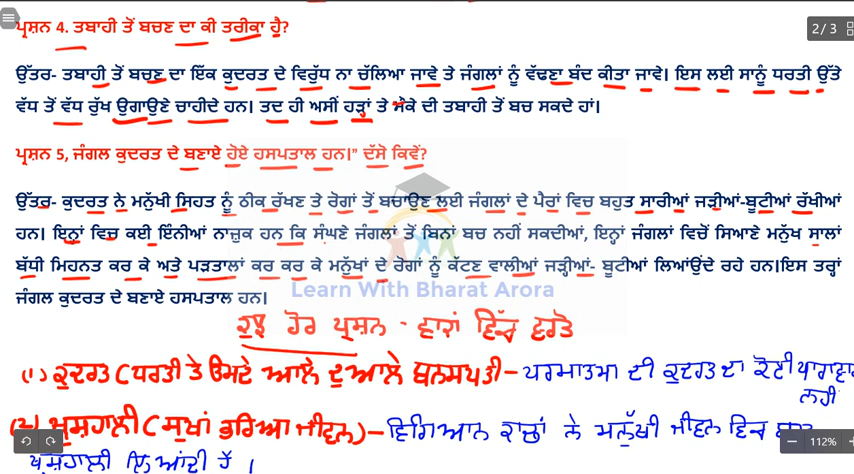 ਪ੍ਰਸ਼ਨ 4. ਤਬਾਹੀ ਤੋਂ ਬਚਣ ਦਾ ਕੀ ਤਰੀਕਾ ਹੈ?
2 / 3
ਉੱਤਰ- ਤਬਾਹੀ ਤੋਂ ਬਚਣ ਦਾ ਇੱਕ ਕੁਦਰਤ ਦੇ ਵਿਰੁੱਧ ਨਾ ਚੱਲਿਆ ਜਾਵੇ ਤੇ ਜੰਗਲਾਂ ਨੂੰ ਵੱਢਣਾ ਬੰਦ ਕੀਤਾ ਜਾਵੇ। ਇਸ ਲਈ ਸਾਨੂੰ ਧਰਤੀ ਉੱਤੇ
ਵੱਧ ਤੋਂ ਵੱਧ ਰੁੱਖ ਉਗਾਉਣੇ ਚਾਹੀਦੇ ਹਨ। ਤਦ ਹੀ ਅਸੀਂ ਹੜ੍ਹਾਂ ਤੇ ਸੋਕੇ ਦੀ ਤਬਾਹੀ ਤੋਂ ਬਚ ਸਕਦੇ ਹਾਂ।
ਪ੍ਰਸ਼ਨ 5, ਜੰਗਲ ਕੁਦਰਤ ਦੇ ਬਣਾਏ ਹੋਏ ਹਸਪਤਾਲ ਹਨ।" ਦੱਸੋ ਕਿਵੇਂ?
ਉੱਤਰ- ਕੁਦਰਤ ਨੇ ਮਨੁੱਖੀ ਸਿਹਤ ਨੂੰ ਠੀਕ ਰੱਖਣ ਤੇ ਰੋਗਾਂ ਤੋਂ ਬਚਾਉਣ ਲਈ ਜੰਗਲਾਂ ਦੇ ਪੈਰਾਂ ਵਿਚ ਬਹੁਤ ਸਾਰੀਆਂ ਜੜ੍ਹੀਆਂ-ਬੂਟੀਆਂ ਰੱਖੀਆਂ
ਹਨ। ਇਨ੍ਹਾਂ ਵਿਚ ਕਈ ਇੰਨੀਆਂ ਨਾਜ਼ੁਕ ਹਨ ਕਿ ਸੰਘਣੇ ਜੰਗਲਾਂ ਤੋਂ ਬਿਨਾਂ ਬਚ ਨਹੀਂ ਸਕਦੀਆਂ, ਇਨ੍ਹਾਂ ਜੰਗਲਾਂ ਵਿਚੋਂ ਸਿਆਣੇ ਮਨੁੱਖ ਸਾਲਾਂ
ਬੱਧੀ ਮਿਹਨਤ ਕਰ ਕੇ ਅਤੇ ਪੜਤਾਲਾਂ ਕਰ ਕਰ ਕੇ ਮਨੁੱਖਾਂ ਦੇ ਰੋਗਾਂ ਨੂੰ ਕੱਟਣ ਵਾਲੀਆਂ ਜੜ੍ਹੀਆਂ- ਬੂਟੀਆਂ ਲਿਆਂਉਂਦੇ ਰਹੇ ਹਨ।ਇਸ ਤਰ੍ਹਾਂ
ਜੰਗਲ ਕੁਦਰਤ ਦੇ ਬਣਾਏ ਹਸਪਤਾਲ ਹਨ।
Learn With Bharat Arora
ਕੁਝ ਹੋਰ ਪ੍ਰਸ਼ਨ - ਵਾਕਾਂ ਵਿੱਚ ਵਰਤੋ
(1) ਕੁਦਰਤ (ਧਰਤੀ ਤੇ ਉਸਦੇ ਆਲੇ ਦੁਆਲੇ ਬਨਸਪਤੀ - ਪਰਮਾਤਮਾ ਦੀ ਕੁਦਰਤ ਦਾ ਕੋਈ
ਨਹੀਂ
ਖੁਸ਼ਹਾਲੀ (ਸੁਖਾਂ ਭਰਿਆ ਜੀਵਨ) - ਵਿਗਿਆਨ ਕਾਢਾਂ ਨੇ ਮਨੁੱਖੀ ਜੀਵਨ ਵਿਚ
ਖੁਸ਼ਹਾਲੀ ਲਿਆਂਦੀ ਹੈ।
112%